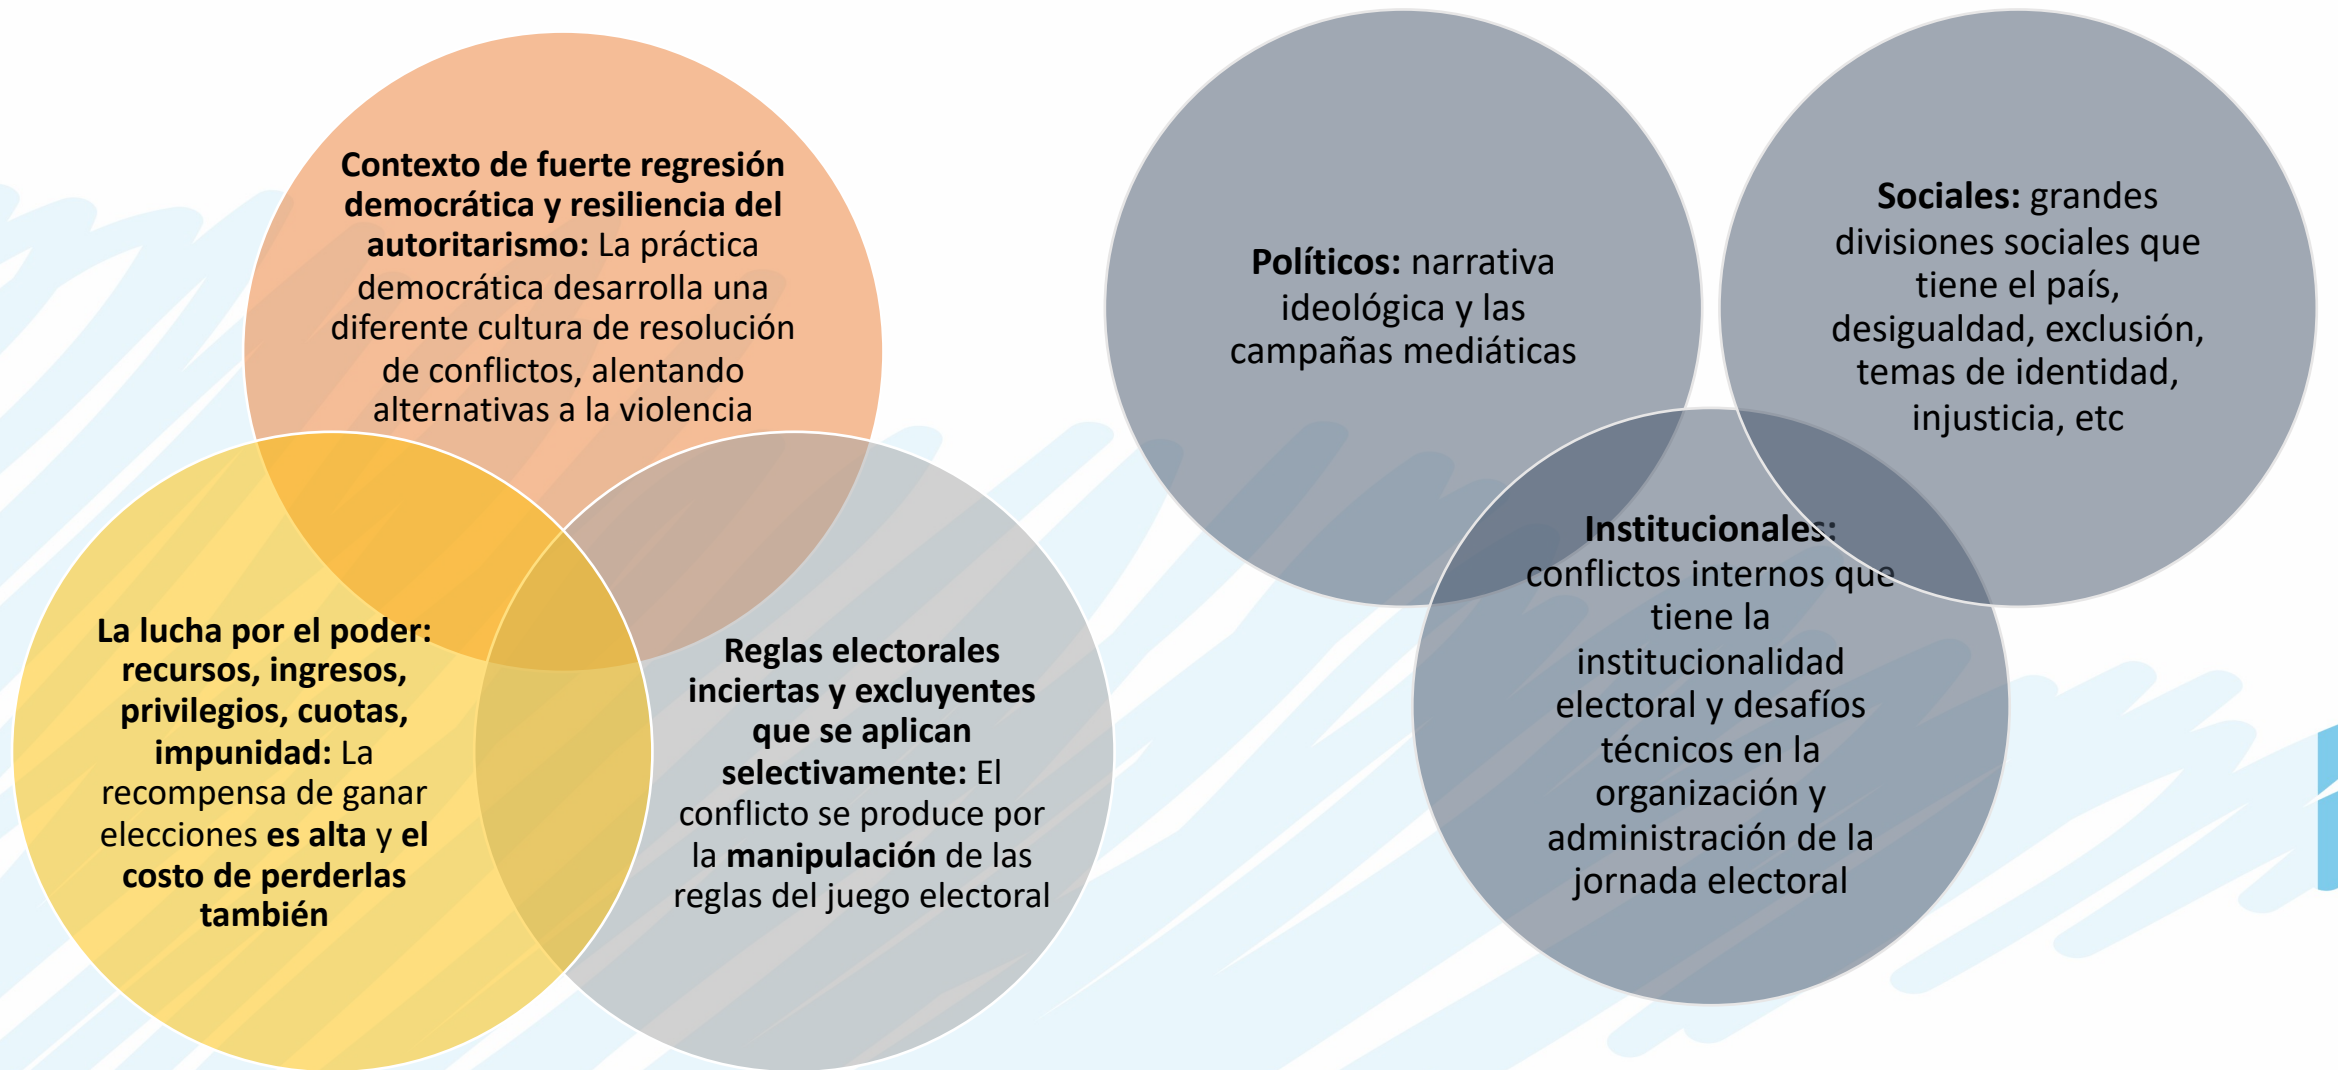 Contexto de fuerte regresión
democrática y resiliencia del
autoritarismo: La práctica
democrática desarrolla una
diferente cultura de resolución
de conflictos, alentando
alternativas a la violencia
La lucha por el poder:
recursos, ingresos,
privilegios, cuotas,
impunidad: La
recompensa de ganar
elecciones es alta y el
costo de perderlas
también
Reglas electorales
inciertas y excluyentes
que se aplican
selectivamente: El
conflicto se produce por
la manipulación de las
reglas del juego electoral
Políticos: narrativa
ideológica y las
campañas mediáticas
Sociales: grandes
divisiones sociales que
tiene el país,
desigualdad, exclusión,
temas de identidad,
injusticia, etc
Institucionales:
conflictos internos que
tiene la
institucionalidad
electoral y desafíos
técnicos en la
organización y
administración de la
jornada electoral